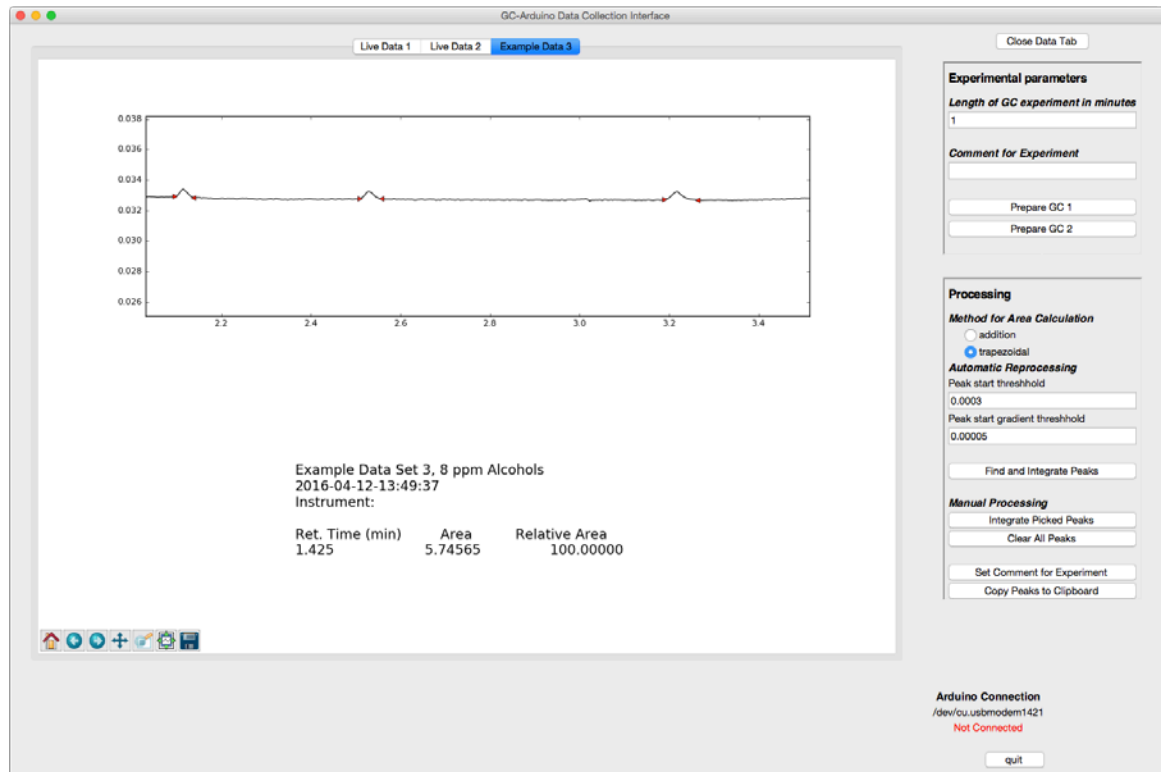 GC-Arduino Data Collection Interface
Live Data 1 Live Data 2 Example Data 3
Close Data Tab
0.038
0.036
0.034
0.032
0.030
0.028
0.026
2.2 2.4 2.6 2.8 3.0 3.2 3.4
Example Data Set 3, 8 ppm Alcohols
2016-04-12-13:49:37
Instrument:
Ret. Time (min) Area Relative Area
1.425 5.74565 100.00000
Experimental parameters
Length of GC experiment in minutes
1
Comment for Experiment
Prepare GC 1
Prepare GC 2
Processing
Method for Area Calculation
addition
trapezoidal
Automatic Reprocessing
Peak start threshhold
0.0003
Peak start gradient threshhold
0.00005
Find and Integrate Peaks
Manual Processing
Integrate Picked Peaks
Clear All Peaks
Set Comment for Experiment
Copy Peaks to Clipboard
Arduino Connection
/dev/cu.usbmodem1421
Not Connected
quit